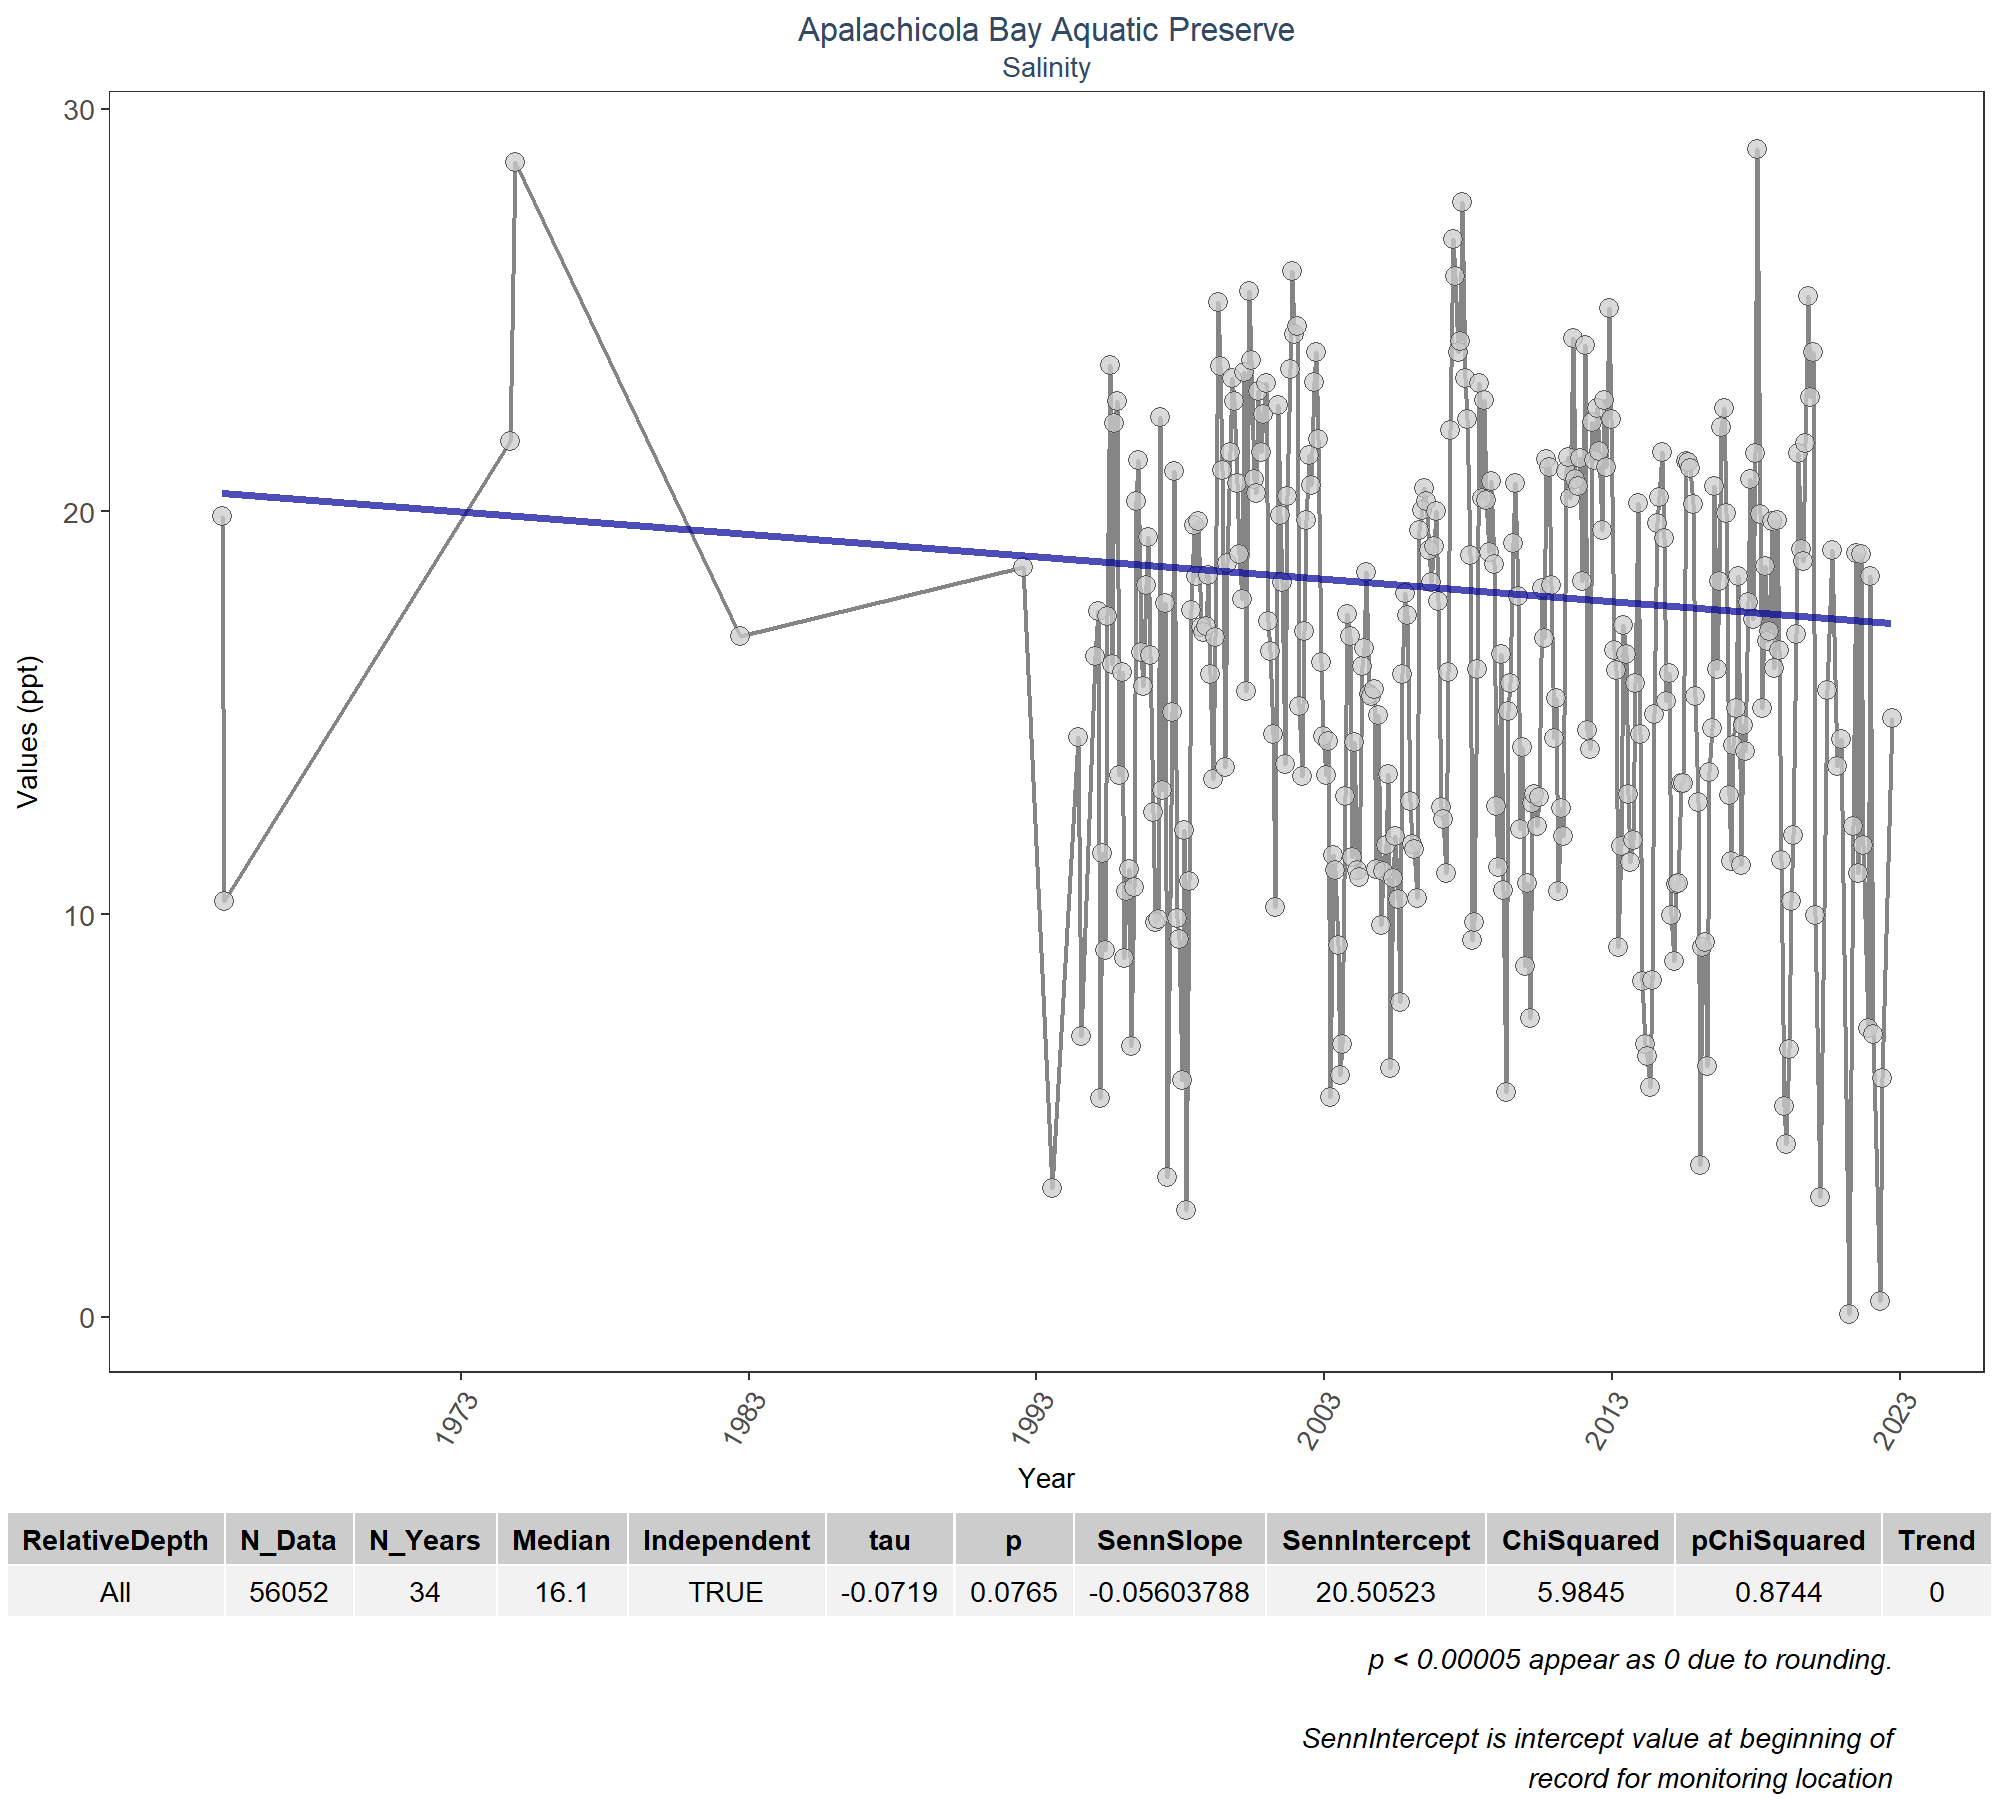 Apalachicola Bay Aquatic Preserve
Salinity
30
20
10
0
Values (ppt)
1973
1983
1993
2003
2013
2023
Year
RelativeDepth N_Data N_Years Median Independent tau p SennSlope SennIntercept ChiSquared pChiSquared Trend
All 56052 34 16.1 TRUE -0.0719 0.0765 -0.05603788 20.50523 5.9845 0.8744 0
p < 0.00005 appear as 0 due to rounding.
SennIntercept is intercept value at beginning of
record for monitoring location